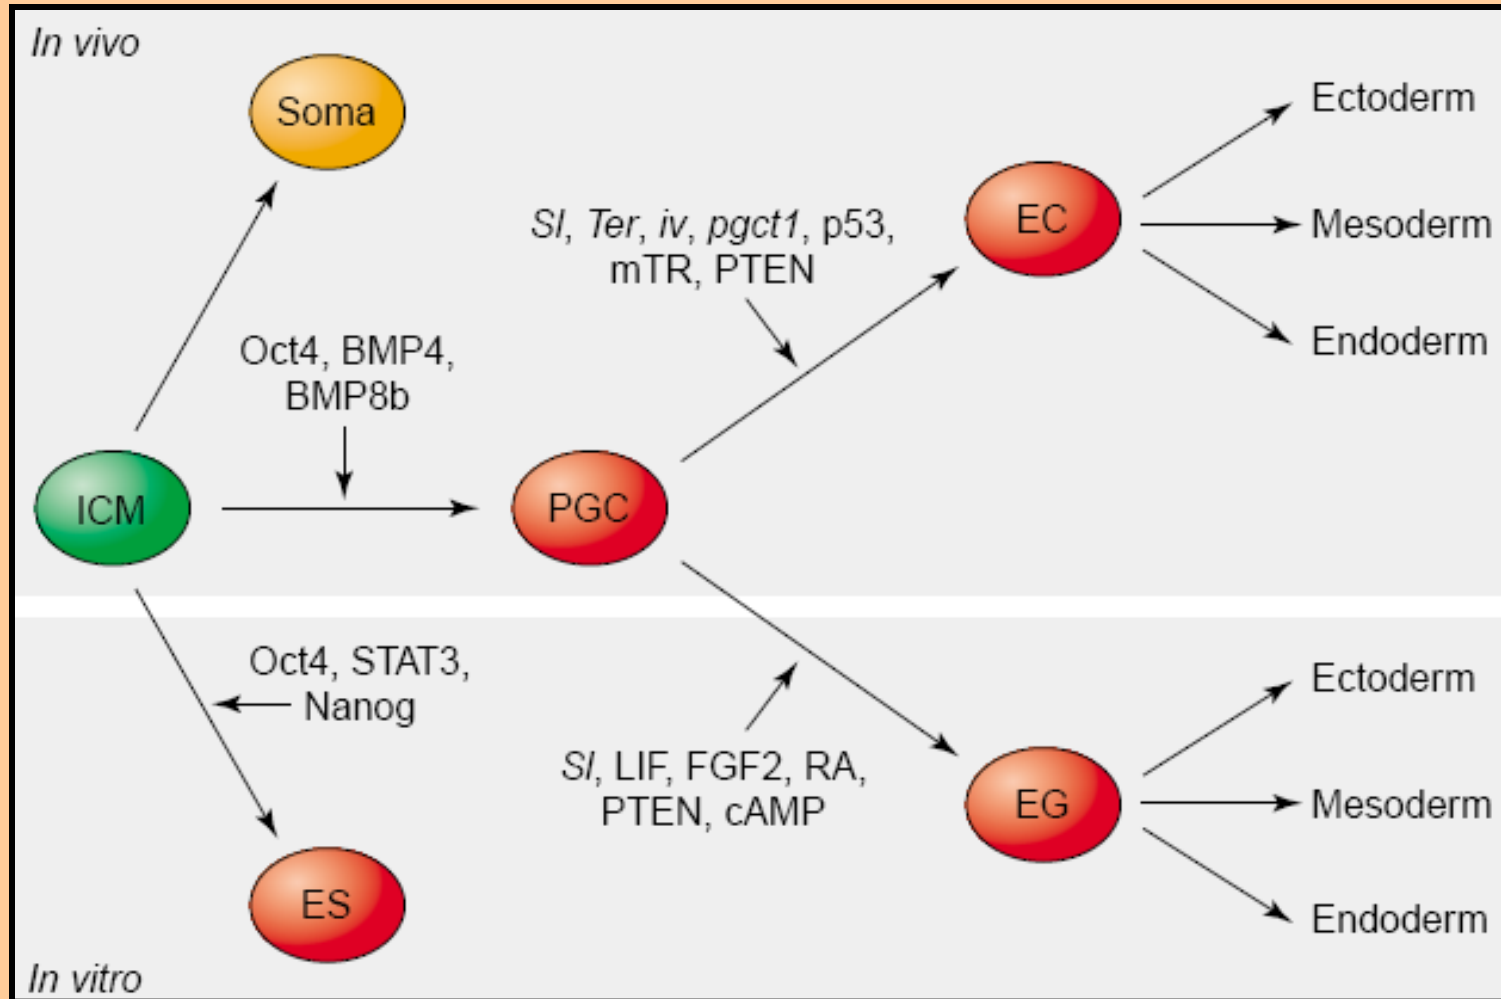 In vivo
Soma
Ectoderm
Sl, Ter, iv, pgct1, p53,
mTR, PTEN
EC
Mesoderm
Endoderm
Oct4, BMP4,
BMP8b
ICM
PGC
Oct4, STAT3,
Nanog
Ectoderm
Sl, LIF, FGF2, RA,
PTEN, cAMP
EG
Mesoderm
ES
Endoderm
In vitro